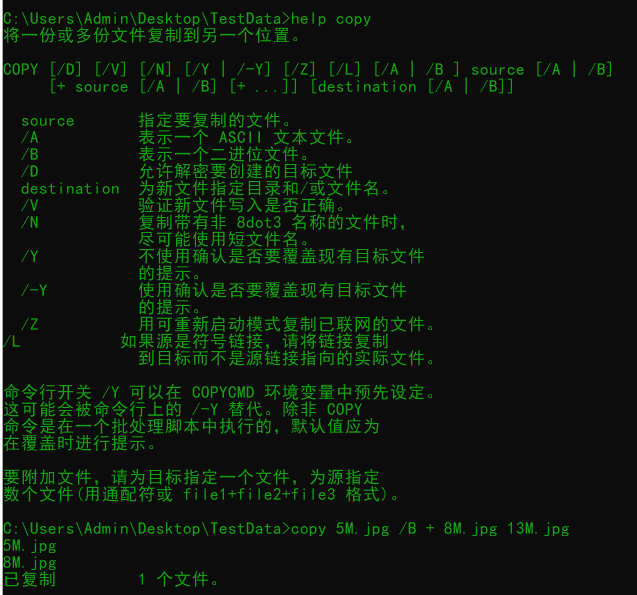 C:\Users\Admin\Desktop\TestData>help copy
将一份或多份文件复制到另一个位置。
COPY [/D] [/V] [/N] [/Y | /-Y] [/Z] [/L] [/A | /B ] source [/A | /B]
[+ source [/A | /B] [+ ...]] [destination [/A | /B]]
source 指定要复制的文件。
/A 表示一个 ASCII 文本文件。
/B 表示一个二进位文件。
/D 允许解密要创建的目标文件
destination 为新文件指定目录和/或文件名。
/V 验证新文件写入是否正确。
/N 复制带有非 8dot3 名称的文件时，
尽可能使用短文件名。
/Y 不使用确认是否要覆盖现有目标文件
的提示。
/-Y 使用确认是否要覆盖现有目标文件
的提示。
/Z 用可重新启动模式复制已联网的文件。
/L 如果源是符号链接，请将链接复制
到目标而不是源链接指向的实际文件。
命令行开关 /Y 可以在 COPYCMD 环境变量中预先设定。
这可能会被命令行上的 /-Y 替代。除非 COPY
命令是在一个批处理脚本中执行的，默认值应为
在覆盖时进行提示。
要附加文件，请为目标指定一个文件，为源指定
数个文件(用通配符或 file1+file2+file3 格式)。
C:\Users\Admin\Desktop\TestData>copy 5M.jpg /B + 8M.jpg 13M.jpg
5M.jpg
8M.jpg
已复制 1 个文件。